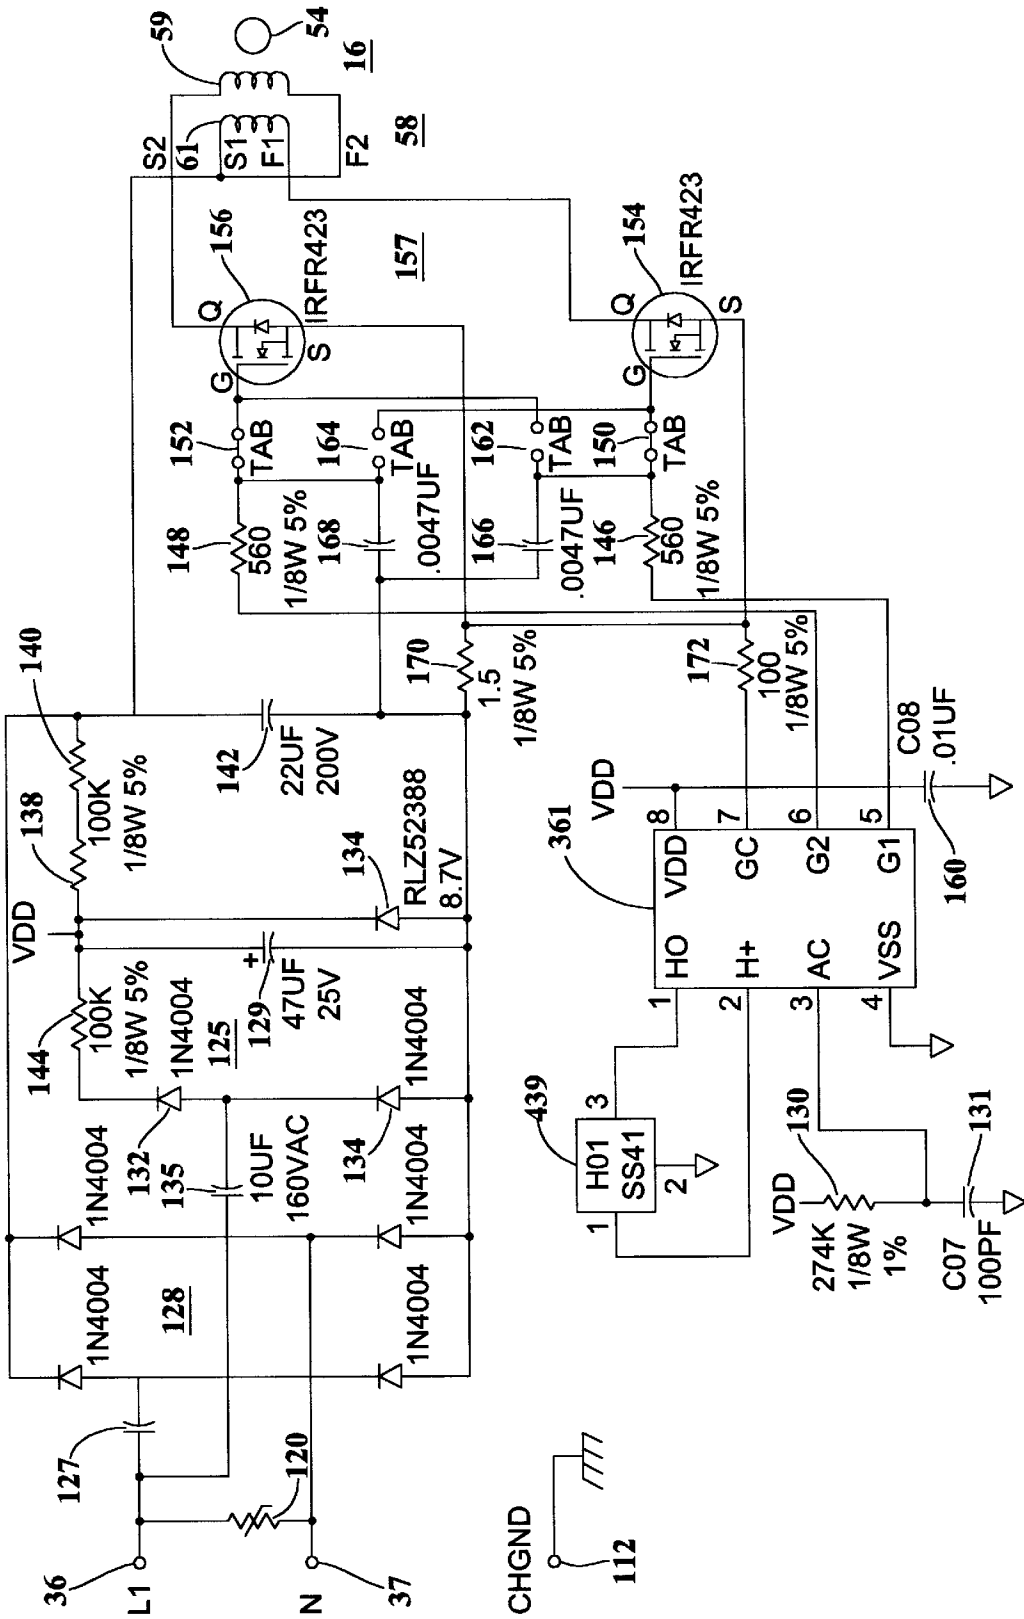 36
L1
N
37
127
120
128
1N4004
1N4004
1N4004
1N4004
132
135
10UF
160VAC
134
1N4004
1N4004
125
144
100K
1/8W 5%
VDD
129
+
47UF
25V
138
100K
1/8W 5%
140
134
RLZ52388
8.7V
142
22UF
200V
170
1.5
1/8W 5%
148
560
1/8W 5%
168
.0047UF
166
.0047UF
146
560
1/8W 5%
152
TAB
164
TAB
162
TAB
150
TAB
G
Q
S
156
IRFR423
157
G
Q
S
154
IRFR423
S2
61
S1
F1
F2
58
59
54
16
CHGND
112
439
H01
SS41
1
2
3
VDD
130
274K
1/8W
1%
C07
100PF
131
361
1
HO
2
H+
3
AC
4
VSS
VDD
8
GC
7
G2
6
G1
5
VDD
172
100
1/8W 5%
C08
.01UF
160